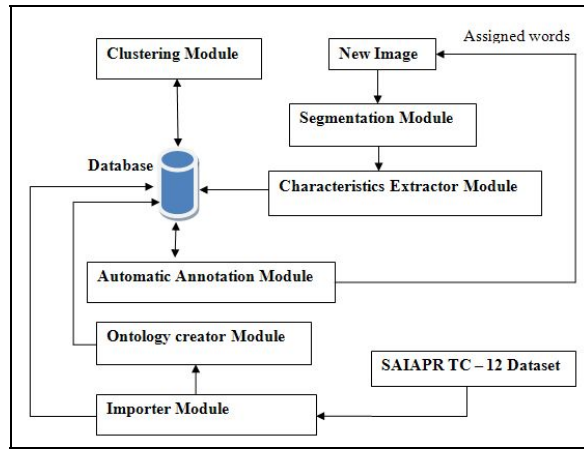 Assigned words
Clustering Module
New Image
Segmentation Module
Database
Characteristics Extractor Module
Automatic Annotation Module
Ontology creator Module
SAIAPR TC – 12 Dataset
Importer Module